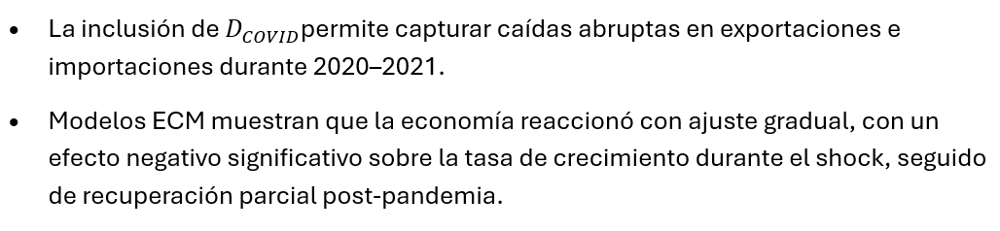 • La inclusión de D_COVID permite capturar caídas abruptas en exportaciones e
importaciones durante 2020–2021.
• Modelos ECM muestran que la economía reaccionó con ajuste gradual, con un
efecto negativo significativo sobre la tasa de crecimiento durante el shock, seguido
de recuperación parcial post-pandemia.